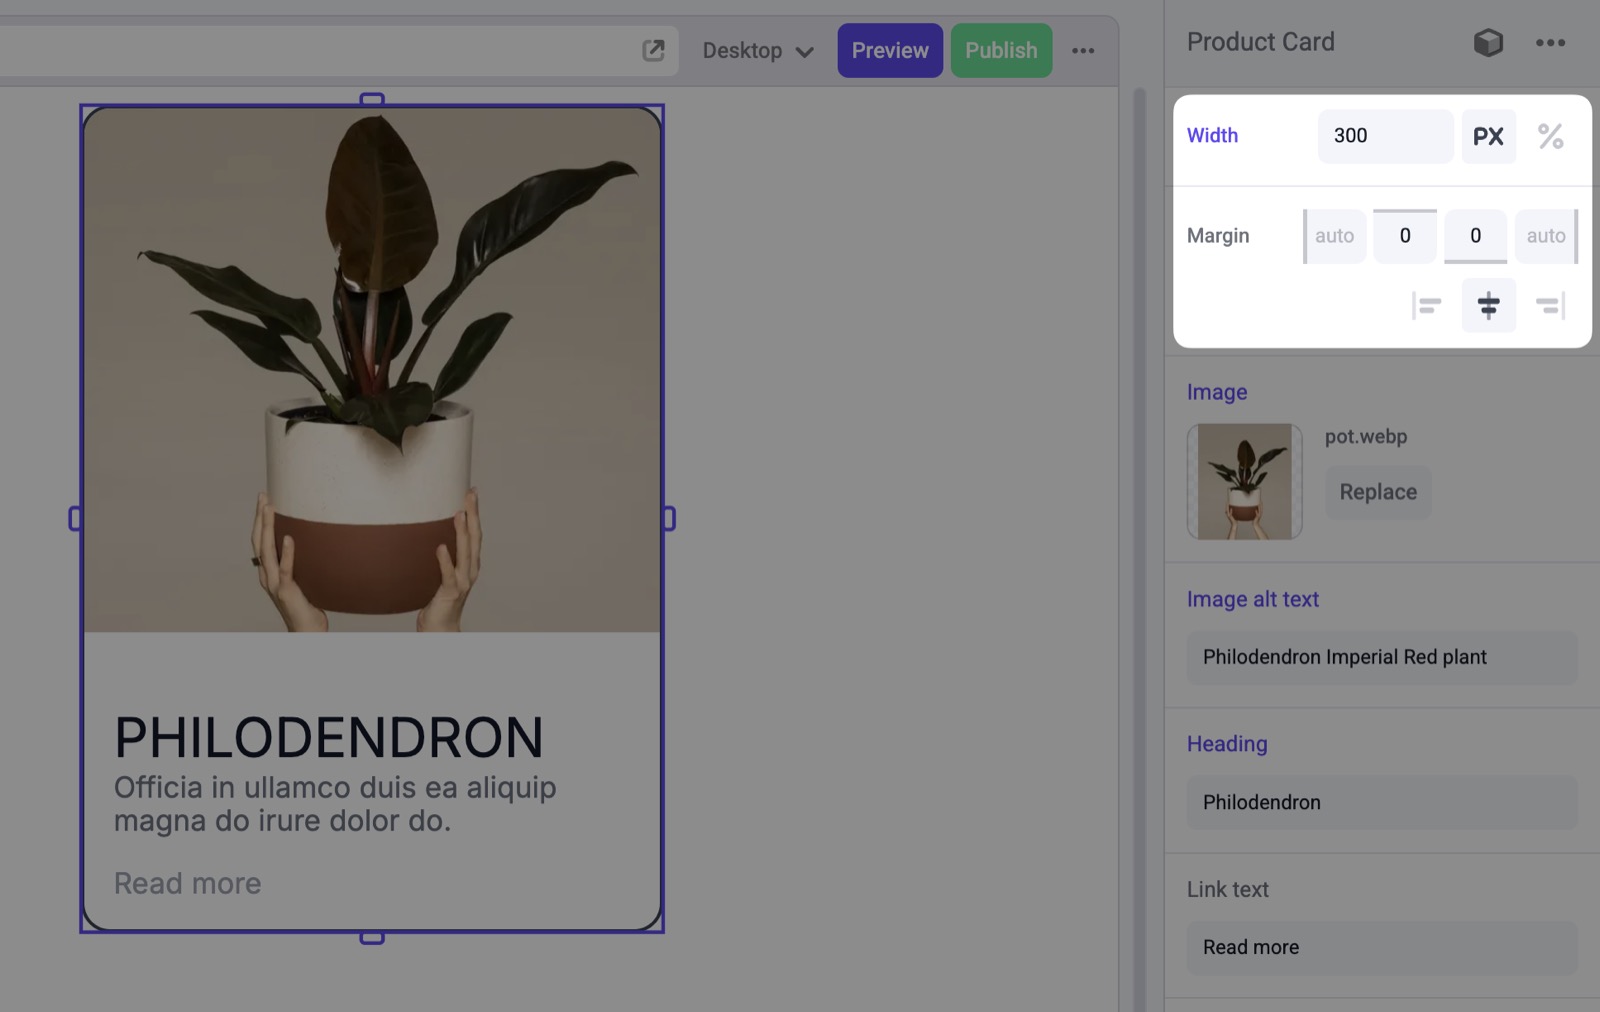 Desktop
Preview
Publish
Product Card
Width
300
PX
%
Margin
auto
0
0
auto
Image
pot.webp
Replace
Image alt text
Philodendron Imperial Red plant
Heading
Philodendron
Link text
Read more
PHILODENDRON
Officia in ullamco duis ea aliquip
magna do irure dolor do.
Read more